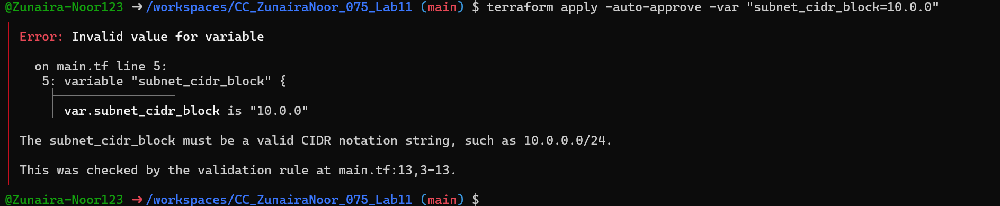 @Zunaira-Noor123 ➜ /workspaces/CC_ZunairaNoor_075_Lab11 (main) $ terraform apply -auto-approve -var "subnet_cidr_block=10.0.0"
Error: Invalid value for variable
on main.tf line 5:
5: variable "subnet_cidr_block" {
var.subnet_cidr_block is "10.0.0"
The subnet_cidr_block must be a valid CIDR notation string, such as 10.0.0.0/24.
This was checked by the validation rule at main.tf:13,3-13.
@Zunaira-Noor123 ➜ /workspaces/CC_ZunairaNoor_075_Lab11 (main) $